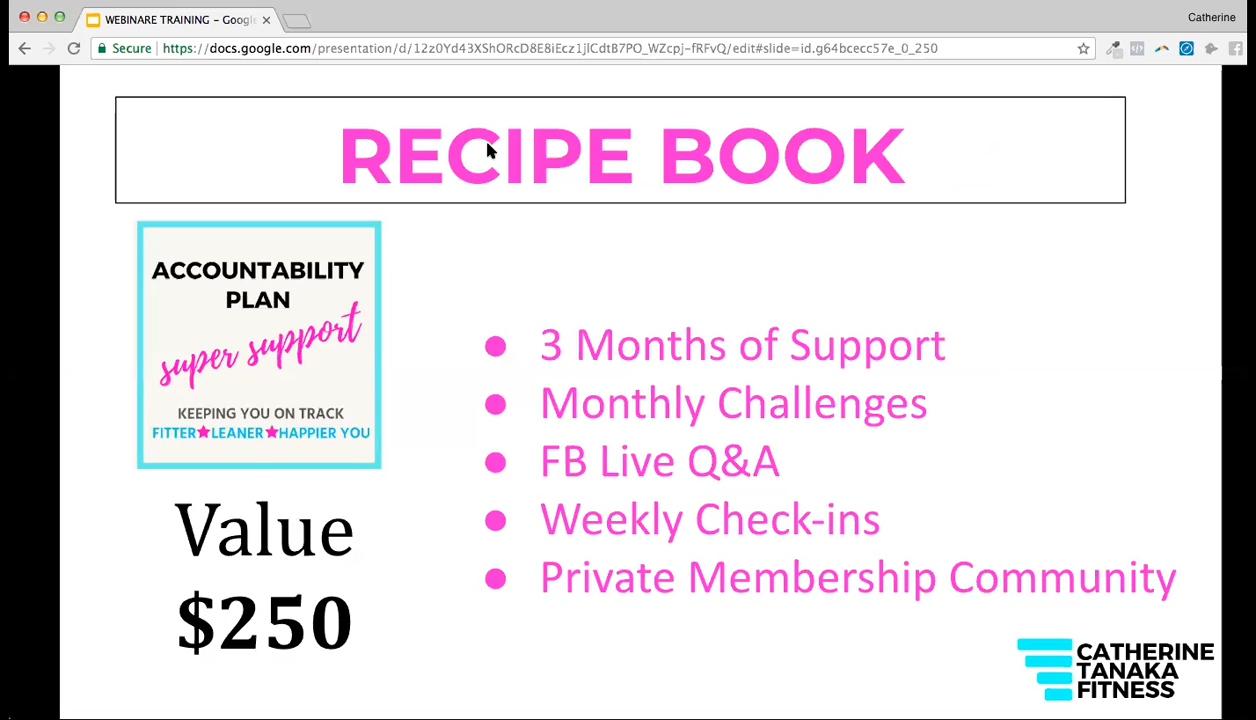 WEBINARE TRAINING – Googl
Catherine
Secure
https://docs.google.com/presentation/d/12z0Yd43XShORcD8E8iEcz1jlCdtB7PO_WZcpj-fRFvQ/edit#slide=id.g64bcecc57e_0_250
RECIPE BOOK
ACCOUNTABILITY
PLAN
super support
KEEPING YOU ON TRACK
FITTER★LEANER★HAPPIER YOU
Value
$250
● 3 Months of Support
● Monthly Challenges
● FB Live Q&A
● Weekly Check-ins
● Private Membership Community
CATHERINE
TANAKA
FITNESS